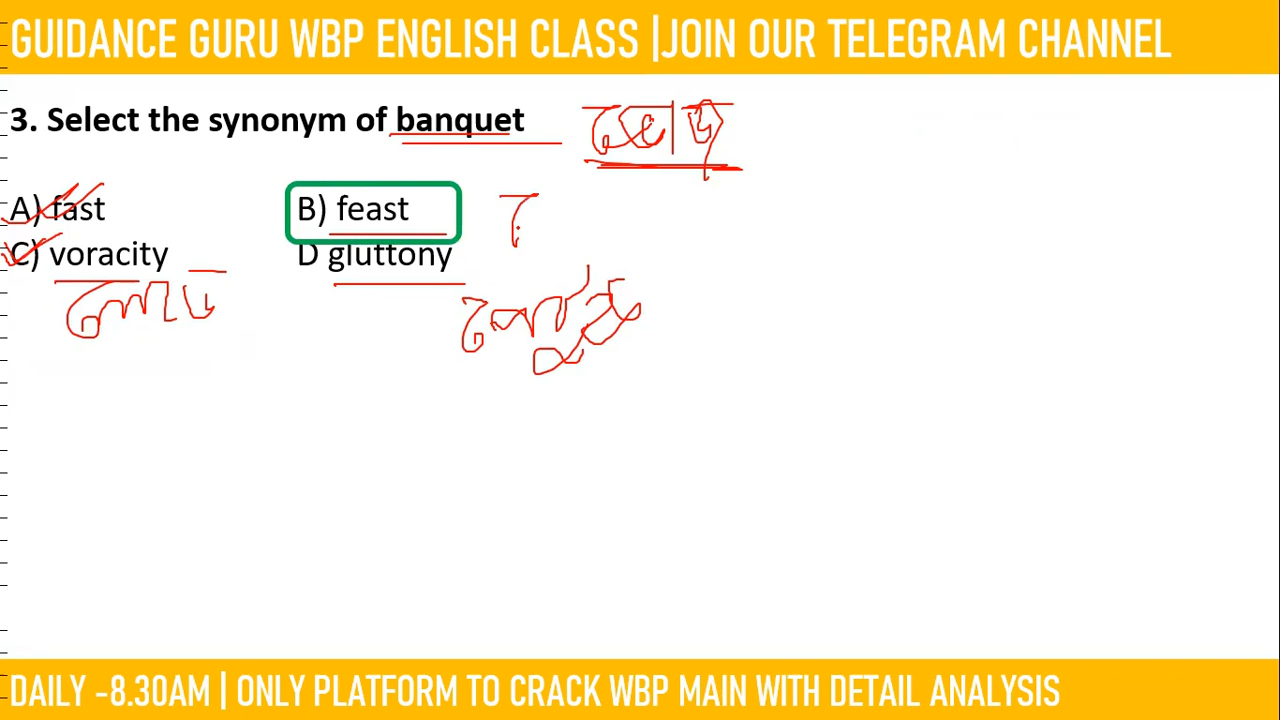 GUIDANCE GURU WBP ENGLISH CLASS |JOIN OUR TELEGRAM CHANNEL
3. Select the synonym of banquet ভোজ
A) fast B) feast
C) voracity D gluttony
DAILY -8.30AM | ONLY PLATFORM TO CRACK WBP MAIN WITH DETAIL ANALYSIS